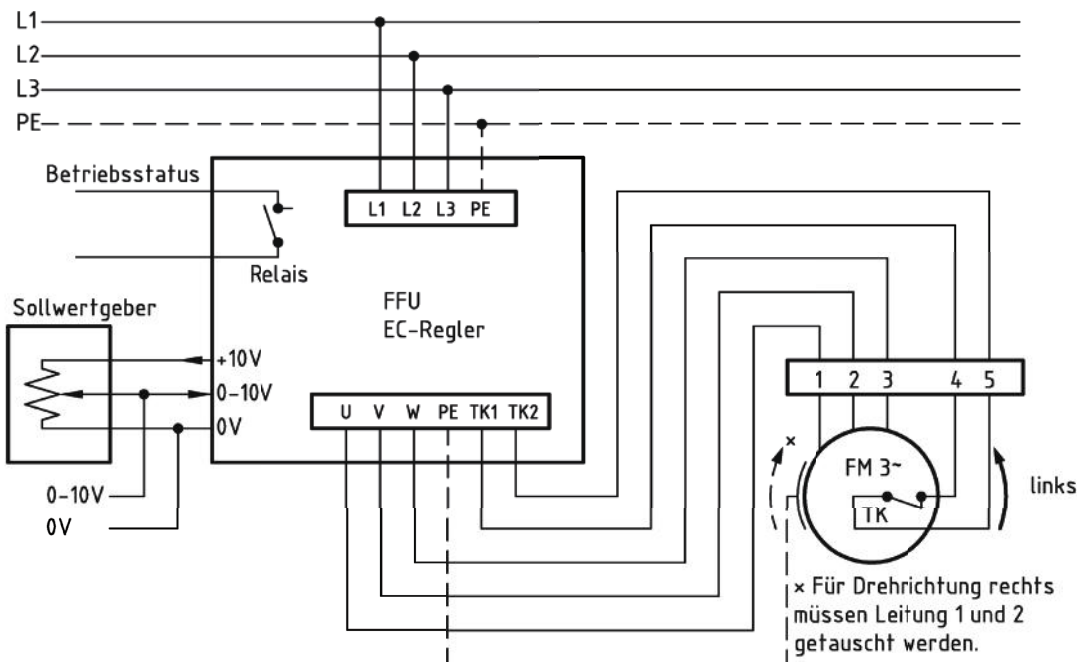 L1
L2
L3
PE
Betriebsstatus
L1 L2 L3 PE
Relais
FFU
EC-Regler
Sollwertgeber
+10V
0-10V
0V
U V W PE TK1 TK2
0-10V
0V
1 2 3 4 5
×
FM 3~
TK
links
× Für Drehrichtung rechts
müssen Leitung 1 und 2
getauscht werden.